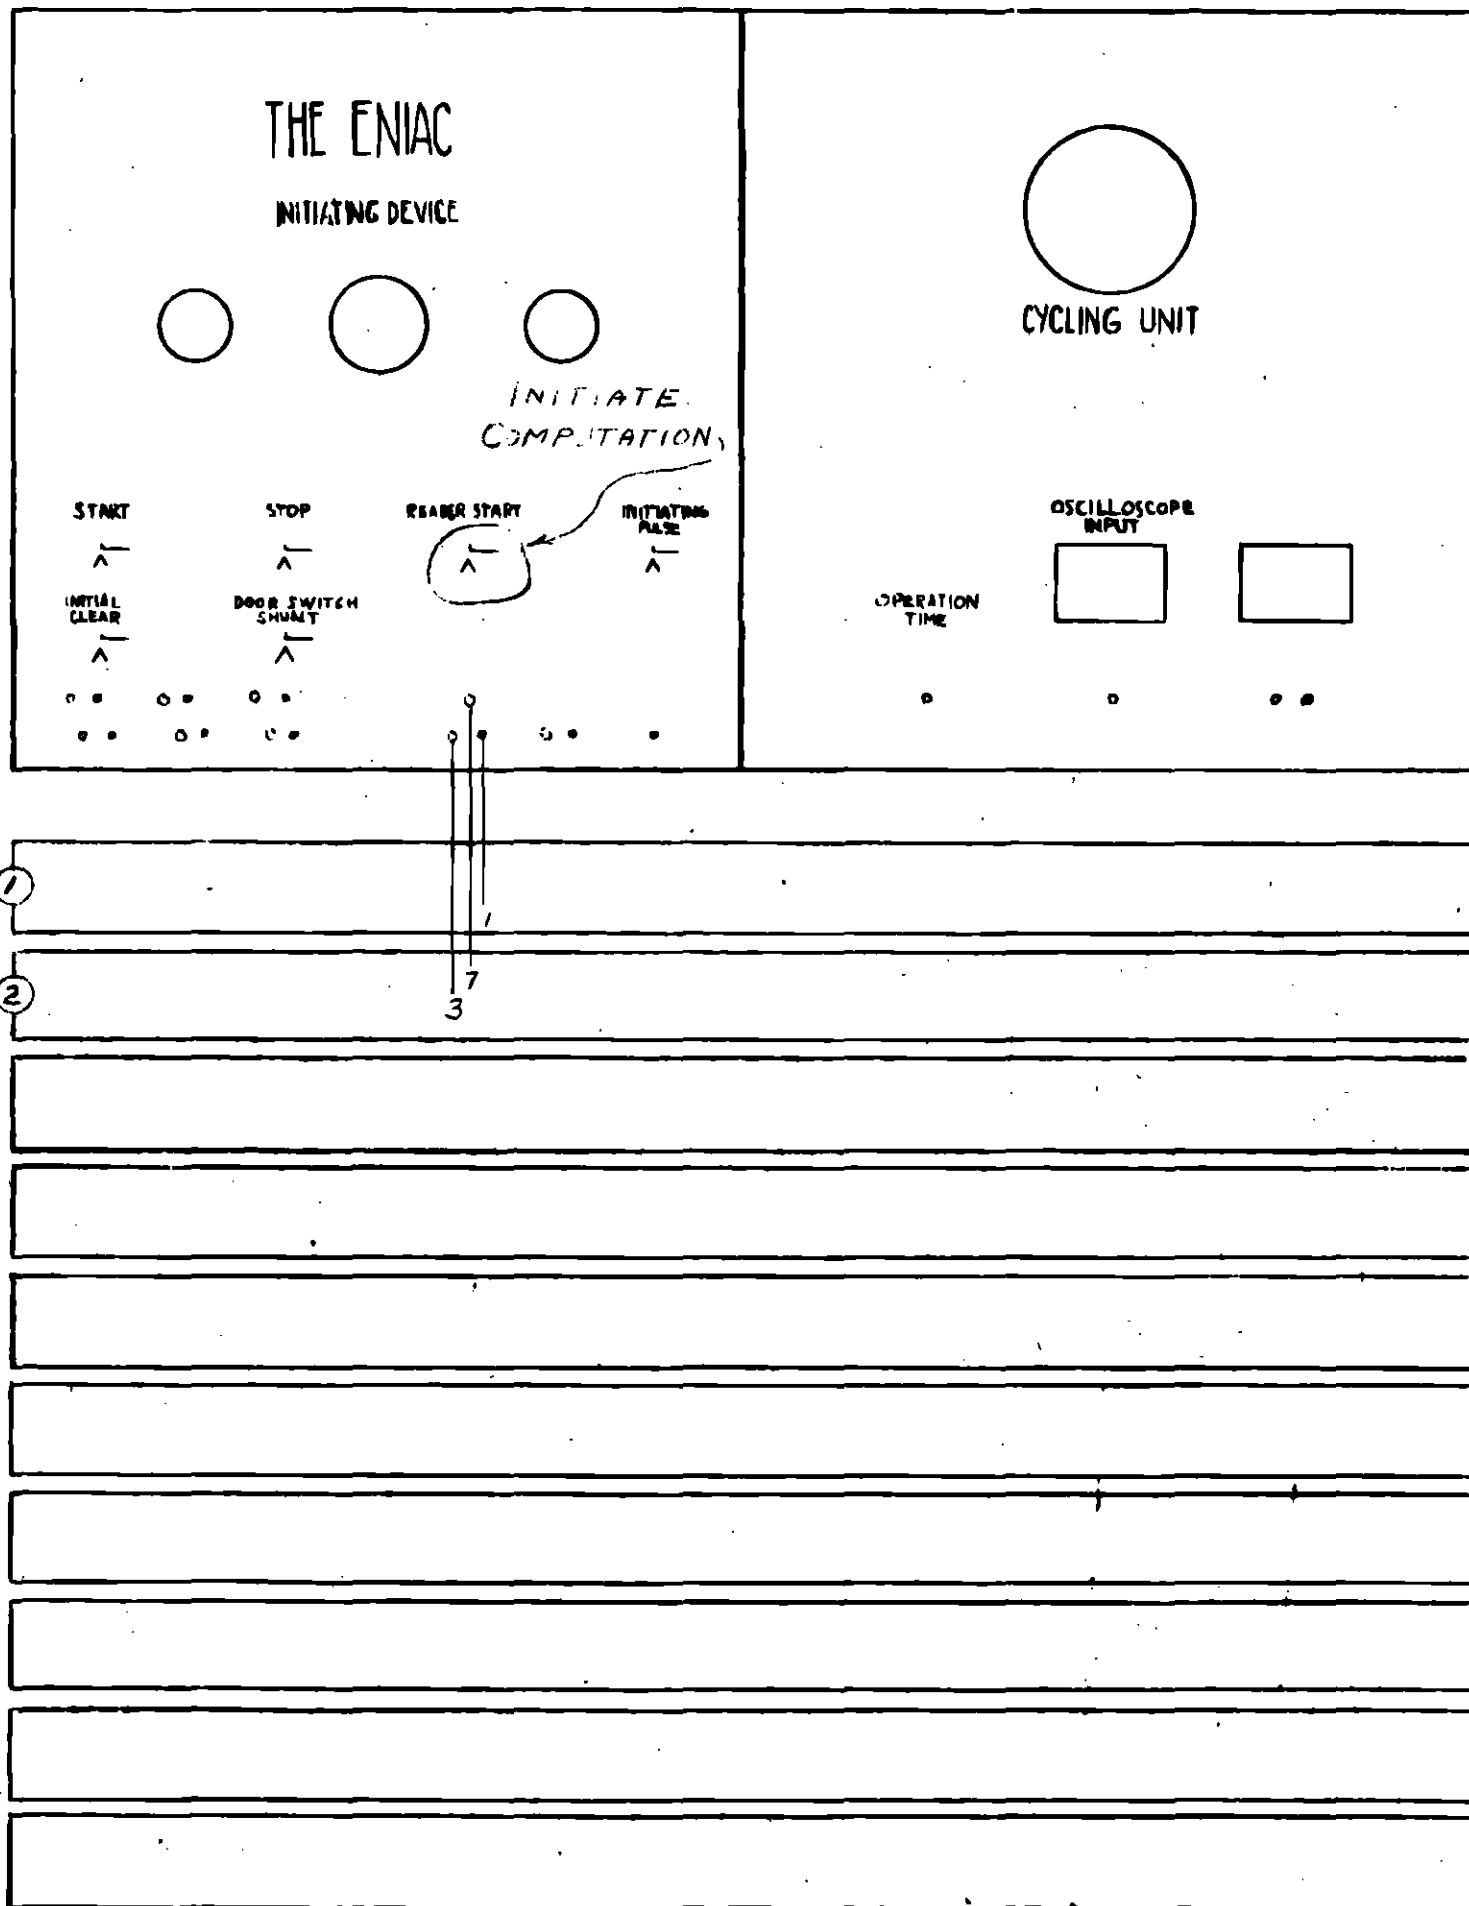 THE ENIAC
INITIATING DEVICE
CYCLING UNIT
INITIATE
COMPUTATION
START STOP READER START INITIATING
PULSE
OSCILLOSCOPE
INPUT
INITIAL
CLEAR
DOOR SWITCH
SHUNT
OPERATION
TIME
1
1
2
7
3